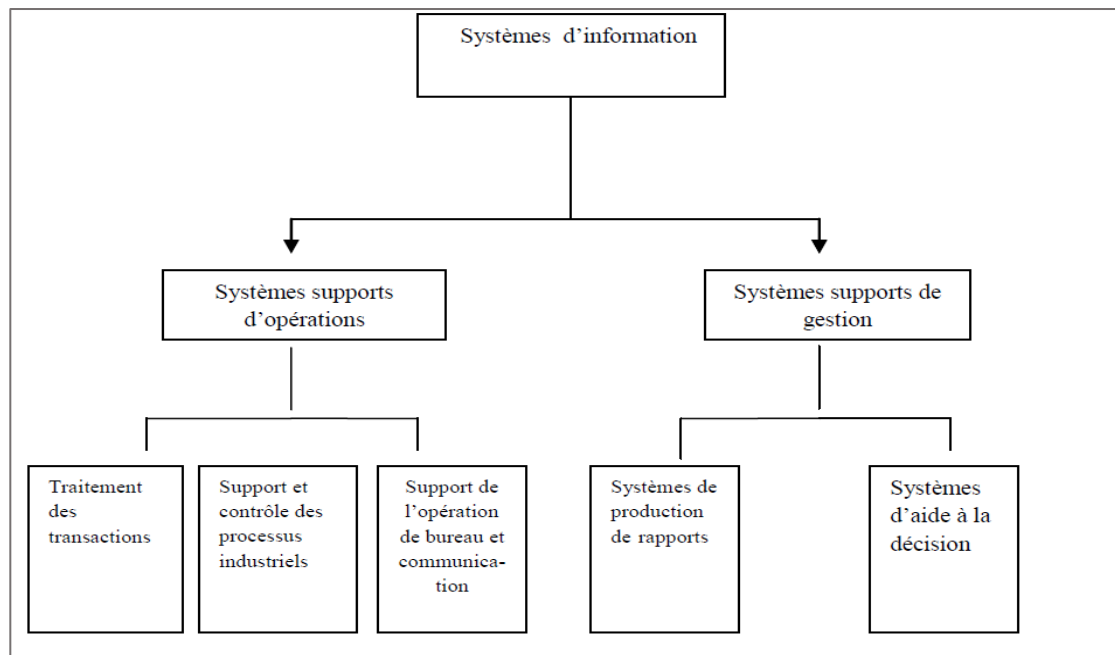 Systèmes d’information
Systèmes supports
d’opérations
Systèmes supports de
gestion
Traitement
des
transactions
Support et
contrôle des
processus
industriels
Support de
l’opération
de bureau et
communica-
tion
Systèmes de
production
de rapports
Systèmes
d’aide à la
décision